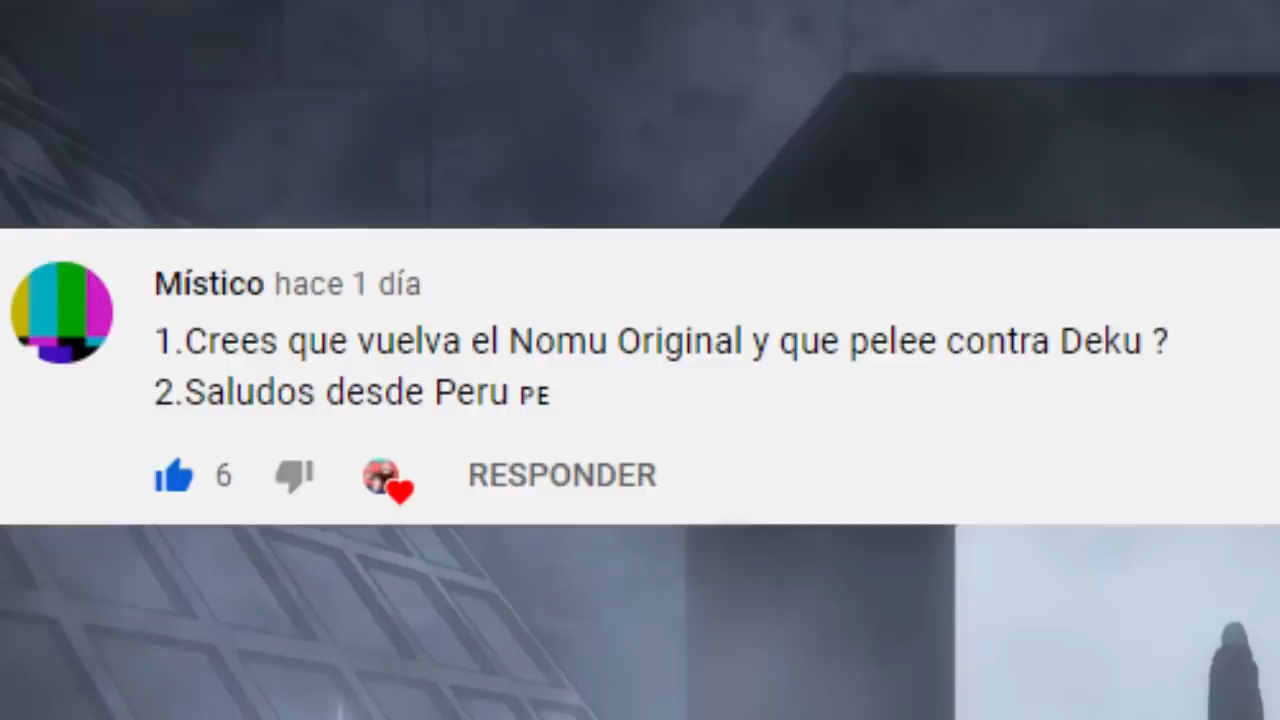 Místico hace 1 día
1.Crees que vuelva el Nomu Original y que pelee contra Deku ?
2.Saludos desde Peru PE
6 RESPONDER